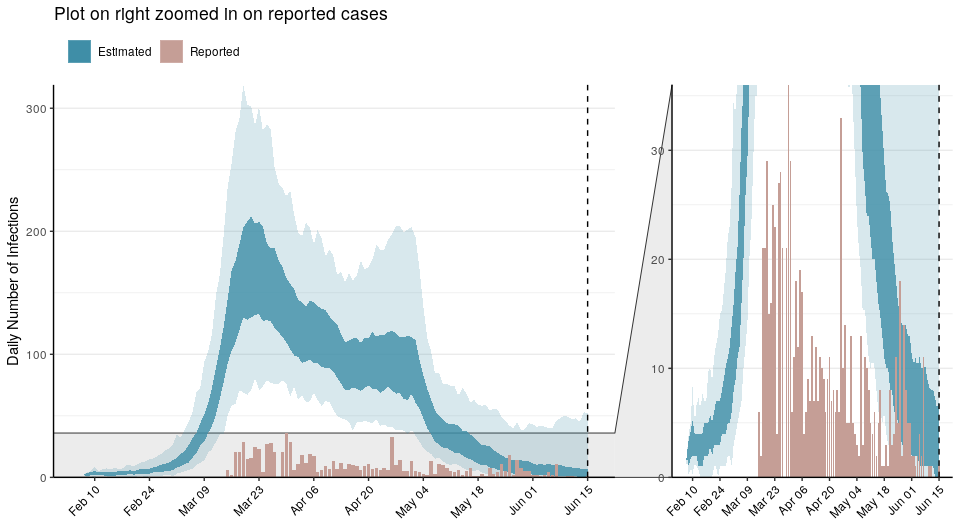 Plot on right zoomed in on reported cases
Estimated Reported
Daily Number of Infections
300
200
100
0
Feb 10 Feb 24 Mar 09 Mar 23 Apr 06 Apr 20 May 04 May 18 Jun 01 Jun 15
30
20
10
0
Feb 10 Feb 24 Mar 09 Mar 23 Apr 06 Apr 20 May 04 May 18 Jun 01 Jun 15